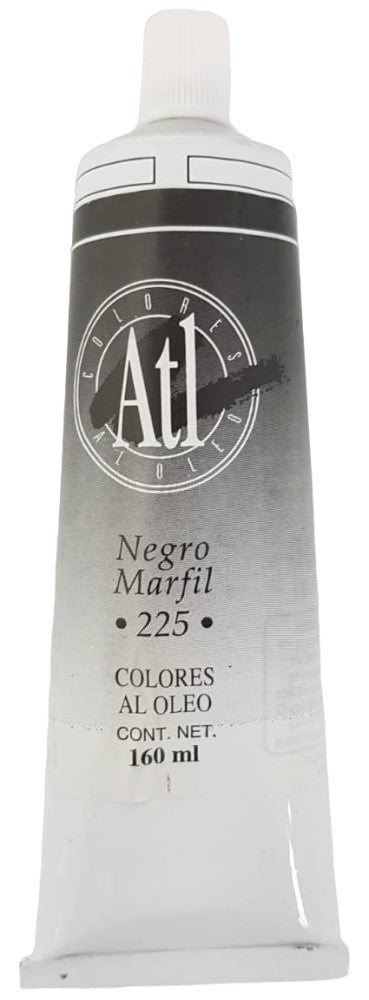 COLORES
Atl
AL OLEO
Negro
Marfil
• 225 •
COLORES
AL OLEO
CONT. NET.
160 ml